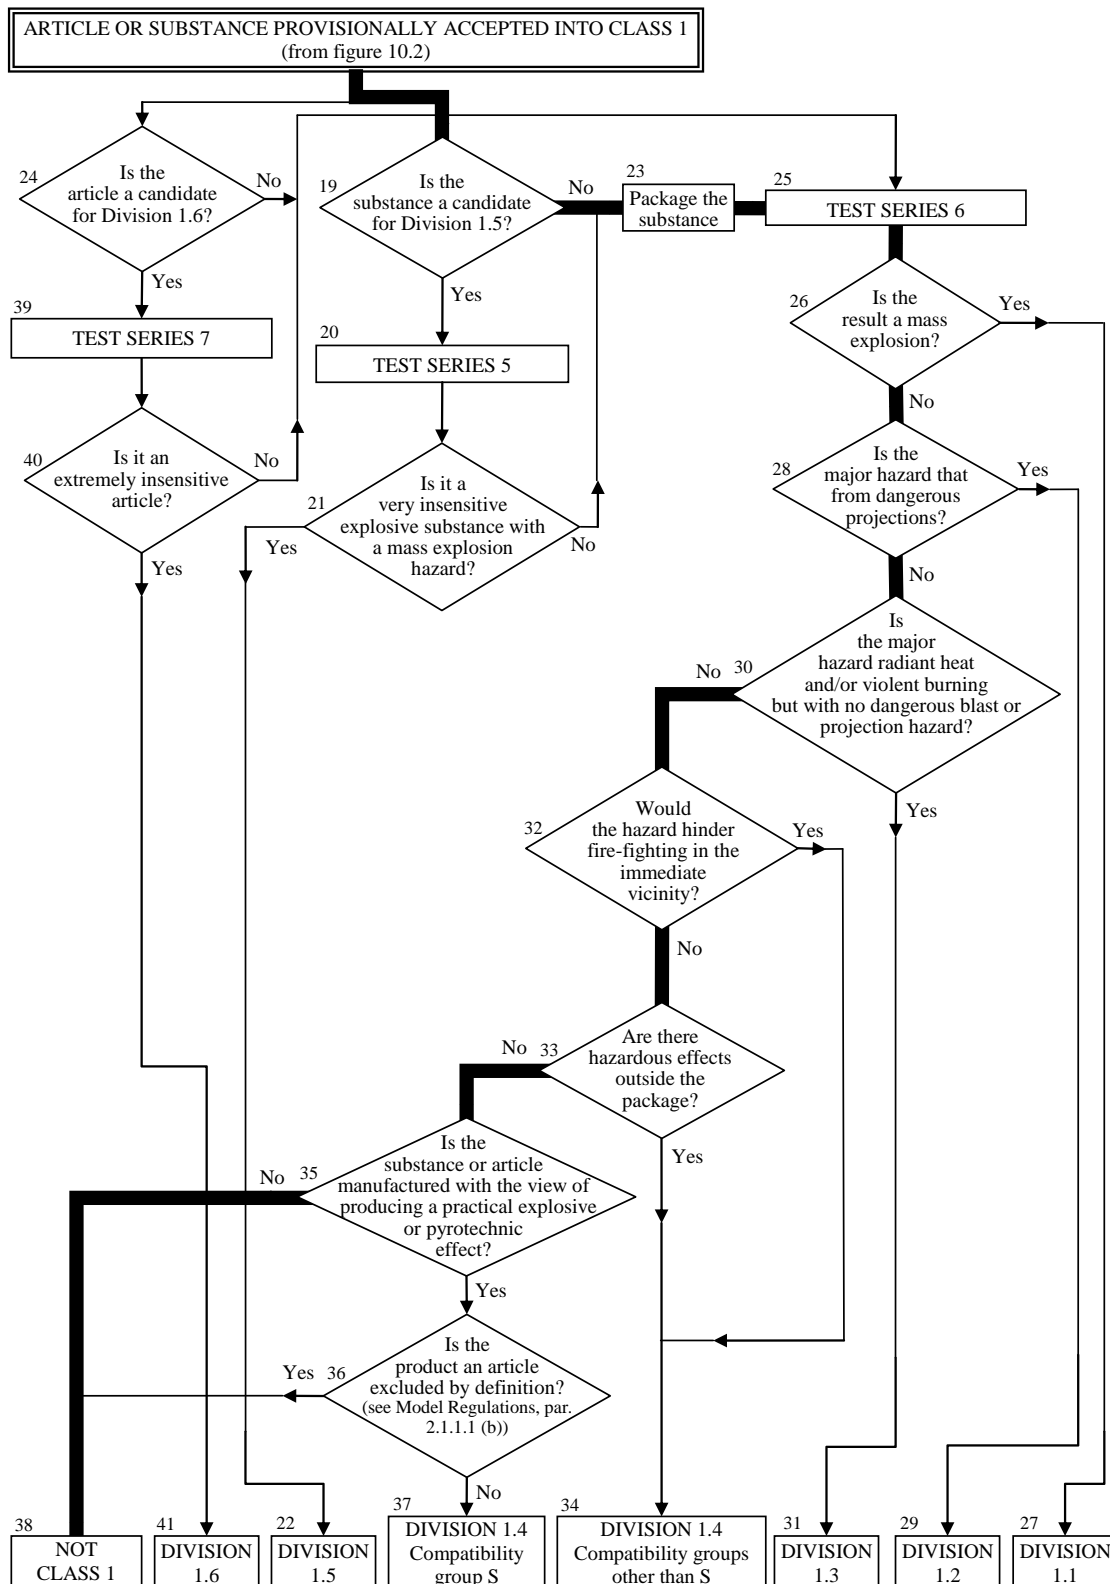 ARTICLE OR SUBSTANCE PROVISIONALLY ACCEPTED INTO CLASS 1
(from figure 10.2)
24
Is the
article a candidate
for Division 1.6?
No
Yes
19
Is the
substance a candidate
for Division 1.5?
No
Yes
23
Package the
substance
25
TEST SERIES 6
39
TEST SERIES 7
20
TEST SERIES 5
26
Is the
result a mass
explosion?
Yes
No
40
Is it an
extremely insensitive
article?
No
Yes
21
Is it a
very insensitive
explosive substance with
a mass explosion
hazard?
Yes
No
28
Is the
major hazard that
from dangerous
projections?
Yes
No
30
Is
the major
hazard radiant heat
and/or violent burning
but with no dangerous blast or
projection hazard?
No
Yes
32
Would
the hazard hinder
fire-fighting in the
immediate
vicinity?
Yes
No
33
Are there
hazardous effects
outside the
package?
No
Yes
35
Is the
substance or article
manufactured with the view of
producing a practical explosive
or pyrotechnic
effect?
No
Yes
36
Is the
product an article
excluded by definition?
(see Model Regulations, par.
2.1.1.1 (b))
Yes
No
38
NOT
CLASS 1
41
DIVISION
1.6
22
DIVISION
1.5
37
DIVISION 1.4
Compatibility
group S
34
DIVISION 1.4
Compatibility groups
other than S
31
DIVISION
1.3
29
DIVISION
1.2
27
DIVISION
1.1